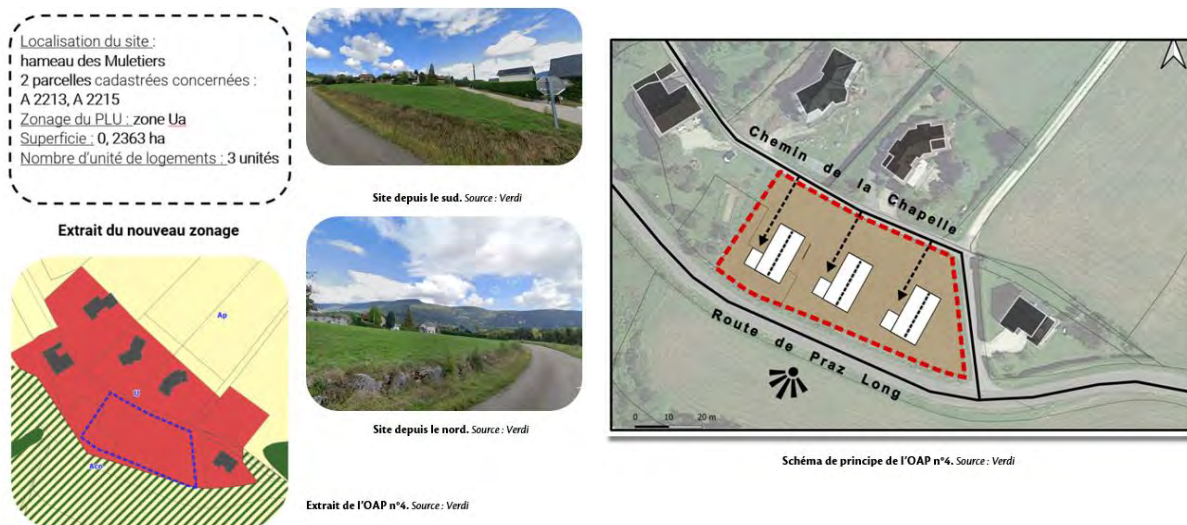 Localisation du site :
hameau des Muletiers
2 parcelles cadastrées concernées :
A 2213, A 2215
Zonage du PLU : zone Ua
Superficie : 0, 2363 ha
Nombre d'unité de logements : 3 unités
Extrait du nouveau zonage
Ap
U
Acn
Site depuis le sud. Source : Verdi
Site depuis le nord. Source : Verdi
Extrait de l'OAP n°4. Source : Verdi
Chemin de la Chapelle
Route de Praz Long
0 10 20 m
Schéma de principe de l'OAP n°4. Source : Verdi